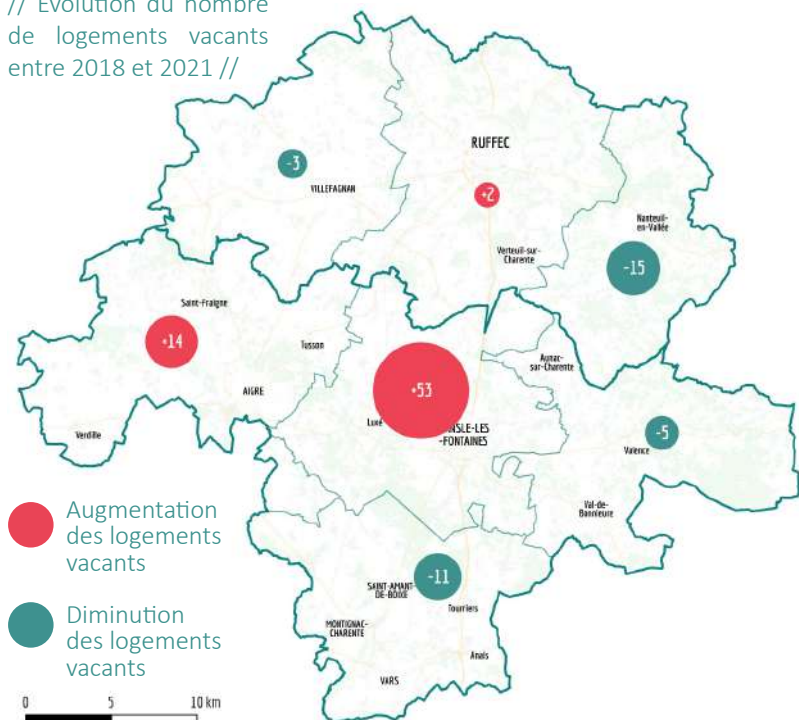 // Évolution du nombre
de logements vacants
entre 2018 et 2021 //
RUFFEC
-3
VILLEFAGNAN
+2
Nanteuil-
en-Vallée
Verteuil-sur-
Charente
-15
Saint-Fraigne
+14
Tusson
Aunac-
sur-Charente
+53
AIGRE
Luxé
NSLE-LES
-FONTAINES
Verdille
-5
Valence
Val-de-
Bonnieure
Augmentation
des logements
vacants
-11
SAINT-AMANT-
DE-BOIXE
Tourriers
Diminution
des logements
vacants
MONTIGNAC-
CHARENTE
Anais
VARS
0 5 10 km